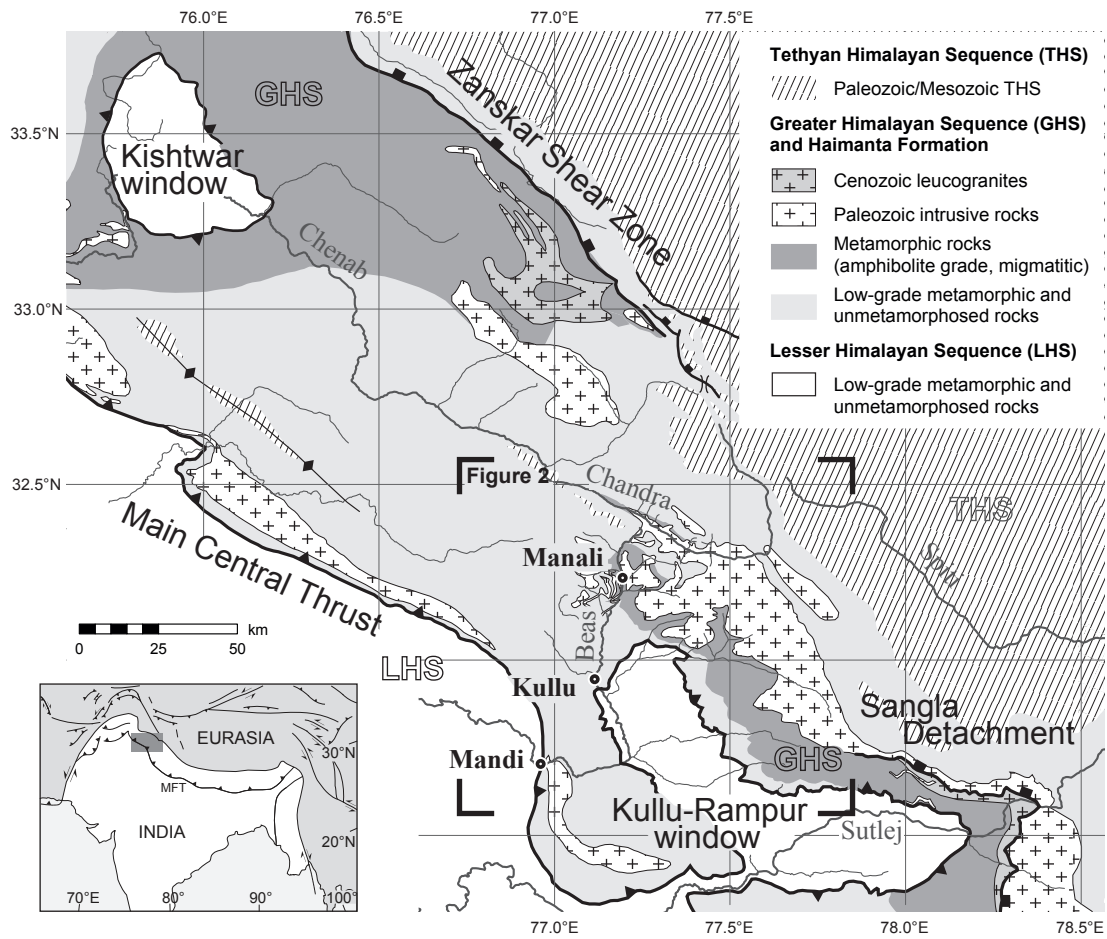 76.0°E
76.5°E
77.0°E
77.5°E
33.5°N
33.0°N
32.5°N
GHS
Kishtwar
window
Zanskar Shear Zone
Chenab
Tethyan Himalayan Sequence (THS)
Paleozoic/Mesozoic THS
Greater Himalayan Sequence (GHS)
and Haimanta Formation
Cenozoic leucogranites
Paleozoic intrusive rocks
Metamorphic rocks
(amphibolite grade, migmatitic)
Low-grade metamorphic and
unmetamorphosed rocks
Lesser Himalayan Sequence (LHS)
Low-grade metamorphic and
unmetamorphosed rocks
Figure 2
Chandra
THS
Spiti
Main Central Thrust
Manali
Beas
km
0
25
50
LHS
Kullu
Sangla
Detachment
Mandi
GHS
Kullu-Rampur
window
Sutlej
EURASIA
MFT
INDIA
30°N
20°N
70°E
80°
90°
100°
77.0°E
77.5°E
78.0°E
78.5°E